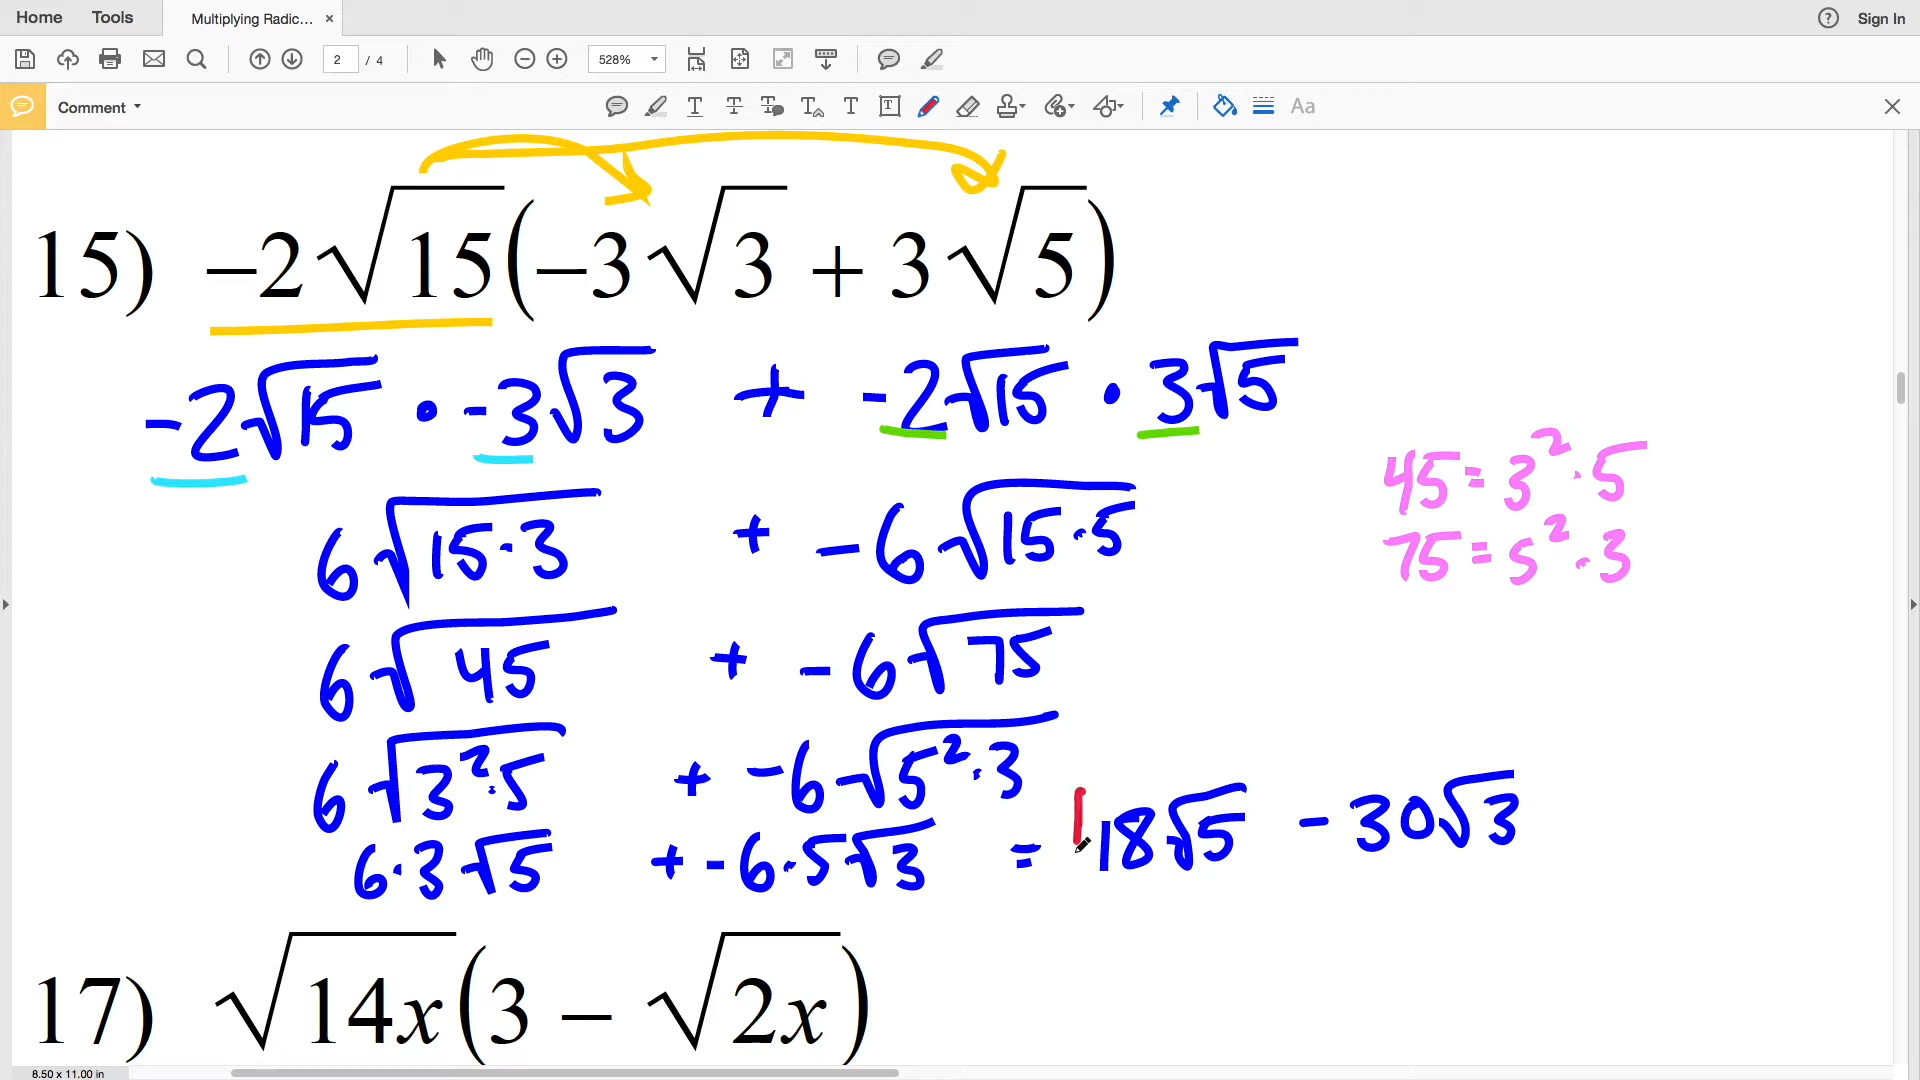 Home Tools Multiplying Radic... × ? Sign In
2 / 4 528%
Comment T T T T T T Aa
15) −2√15(−3√3 + 3√5)
-2√15 · -3√3 + -2√15 · 3√5
45 = 3² · 5
6√15·3 + -6√15·5
75 = 5² · 3
6√45 + -6√75
6√3²·5 + -6√5²·3
6·3√5 + -6·5√3 = 18√5 - 30√3
17) √14x(3 − √2x)
8.50 x 11.00 in